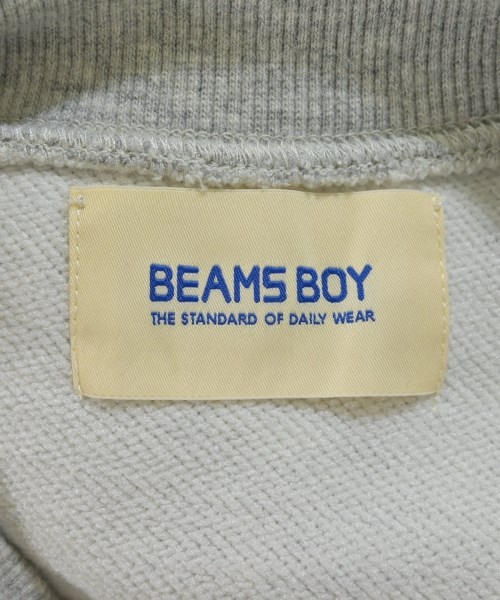 BEAMS BOY
THE STANDARD OF DAILY WEAR